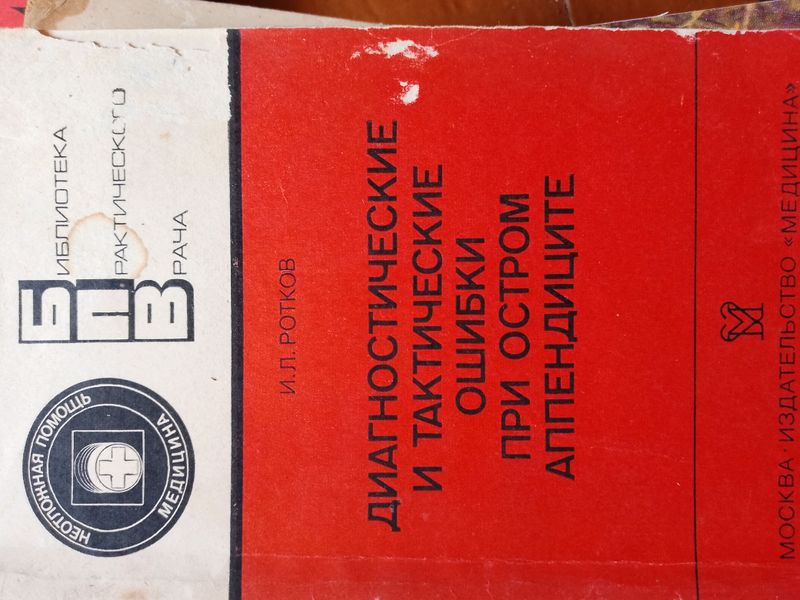 НЕОТЛОЖНАЯ ПОМОЩЬ
МЕДИЦИНА
БИБЛИОТЕКА
ПРАКТИЧЕСКОГО
ВРАЧА
И.Л.РОТКОВ
ДИАГНОСТИЧЕСКИЕ
И ТАКТИЧЕСКИЕ
ОШИБКИ
ПРИ ОСТРОМ
АППЕНДИЦИТЕ
МОСКВА · ИЗДАТЕЛЬСТВО «МЕДИЦИНА»